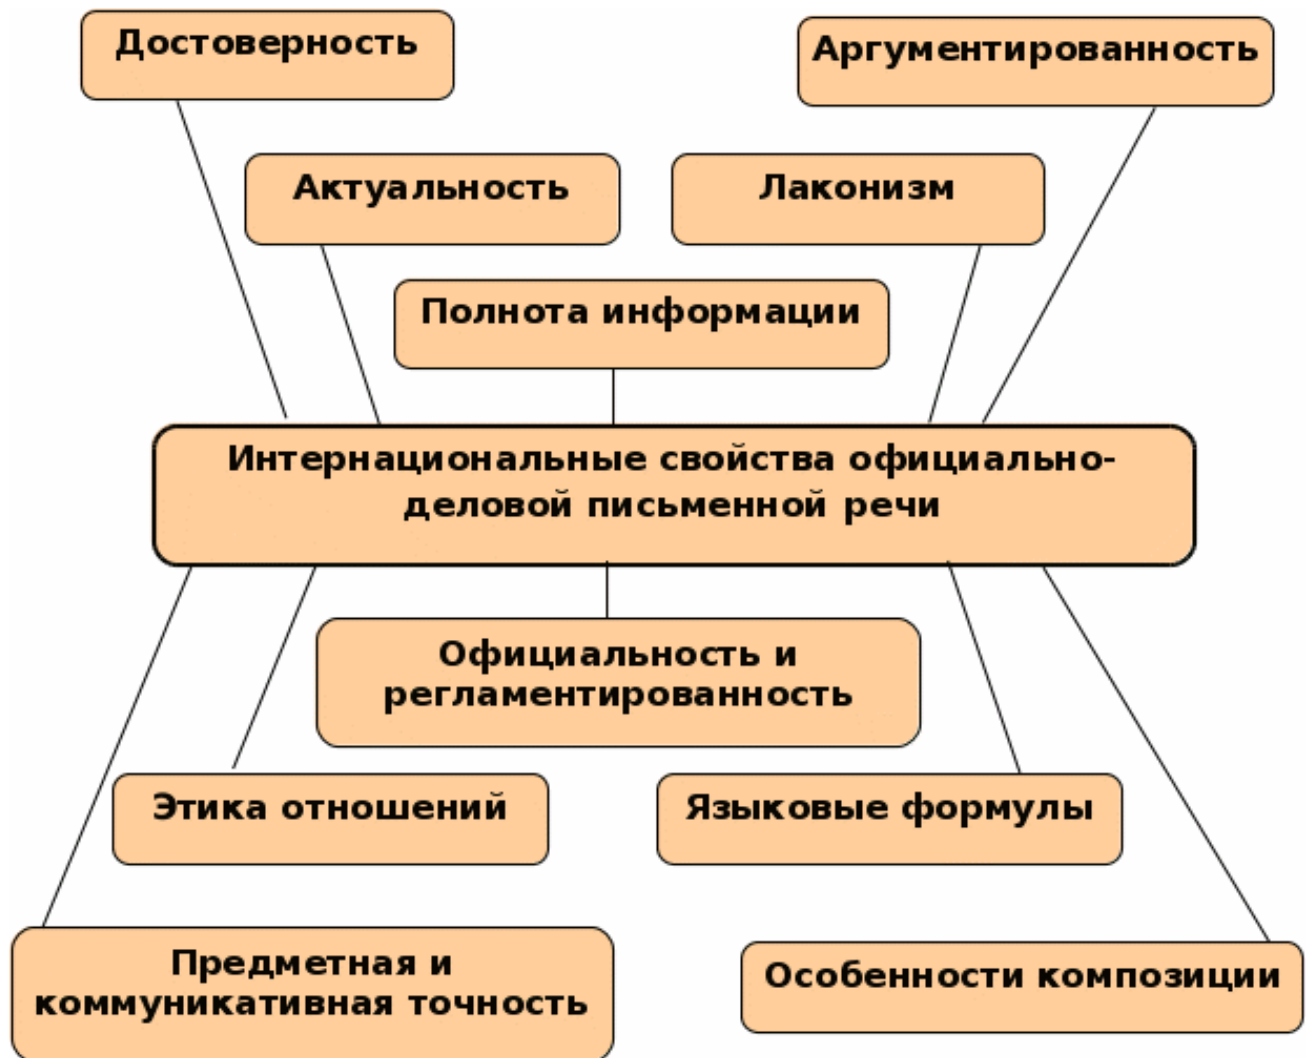 Достоверность
Аргументированность
Актуальность
Лаконизм
Полнота информации
Интернациональные свойства официально-
деловой письменной речи
Официальность и
регламентированность
Этика отношений
Языковые формулы
Предметная и
коммуникативная точность
Особенности композиции